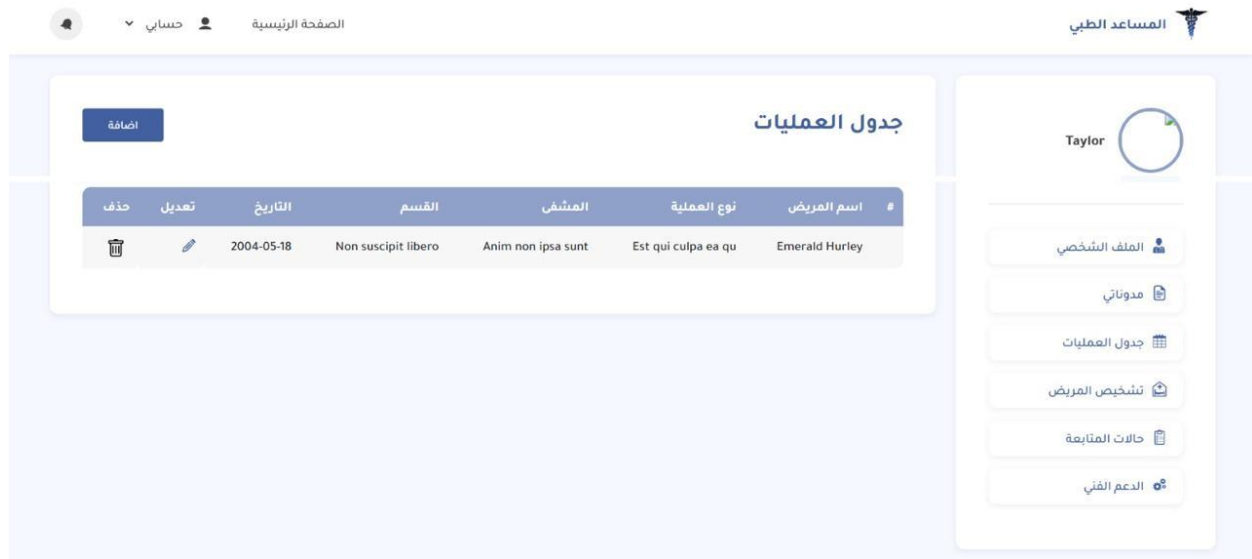 المساعد الطبي
الصفحة الرئيسية
حسابي
Taylor
الملف الشخصي
مدوناتي
جدول العمليات
تشخيص المريض
حالات المتابعة
الدعم الفني
جدول العمليات
اضافة
# اسم المريض نوع العملية المشفى القسم التاريخ تعديل حذف
Emerald Hurley Est qui culpa ea qu Anim non ipsa sunt Non suscipit libero 2004-05-18